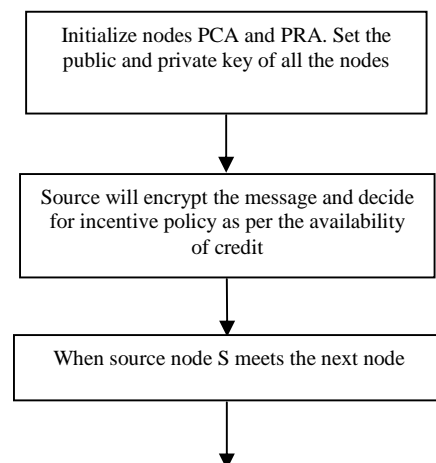 Initialize nodes PCA and PRA. Set the
public and private key of all the nodes
Source will encrypt the message and decide
for incentive policy as per the availability
of credit
When source node S meets the next node